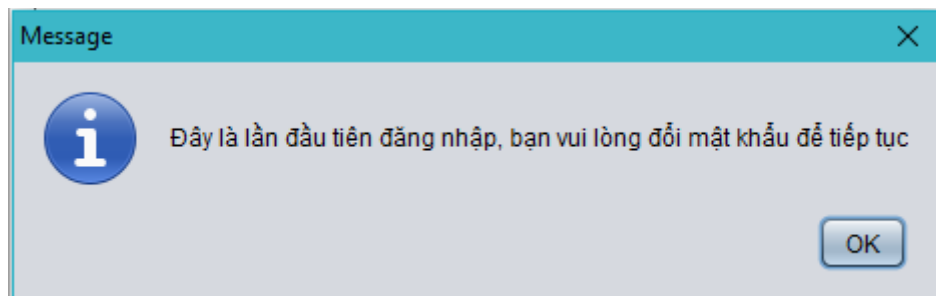 Message
Đây là lần đầu tiên đăng nhập, bạn vui lòng đổi mật khẩu để tiếp tục
OK